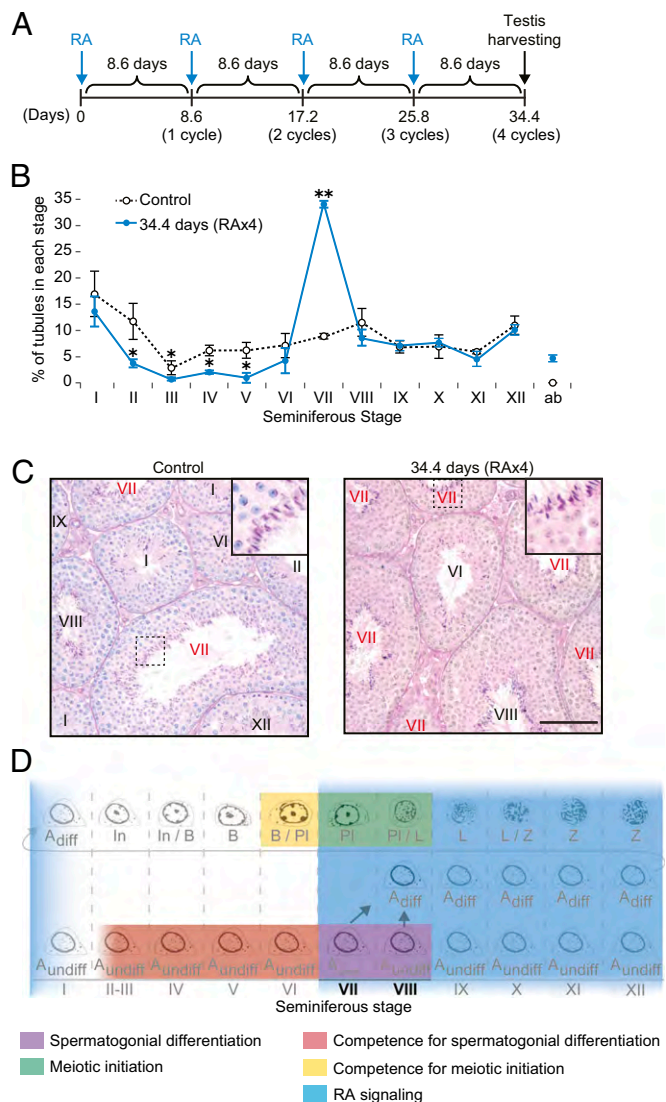 A
RA RA RA RA Testis harvesting
8.6 days 8.6 days 8.6 days 8.6 days
(Days) 0 8.6 17.2 25.8 34.4
(1 cycle) (2 cycles) (3 cycles) (4 cycles)
B
% of tubules in each stage
35
30
25
20
15
10
5
0
Control
34.4 days (RAx4)
**
* * * *
I II III IV V VI VII VIII IX X XI XII ab
Seminiferous Stage
C
Control
VII I
IX VI
I II
VIII
VII
I XII
34.4 days (RAx4)
VII VII
VI VII
VII
VII
VII VIII
D
Adiff In In / B B B / Pl Pl Pl / L L L / Z Z Z
Adiff Adiff Adiff Adiff Adiff
Aundiff Aundiff Aundiff Aundiff Aundiff Aundiff Aundiff Aundiff Aundiff
I II-III IV V VI VII VIII IX X XI XII
Seminiferous stage
Spermatogonial differentiation
Meiotic initiation
Competence for spermatogonial differentiation
Competence for meiotic initiation
RA signaling